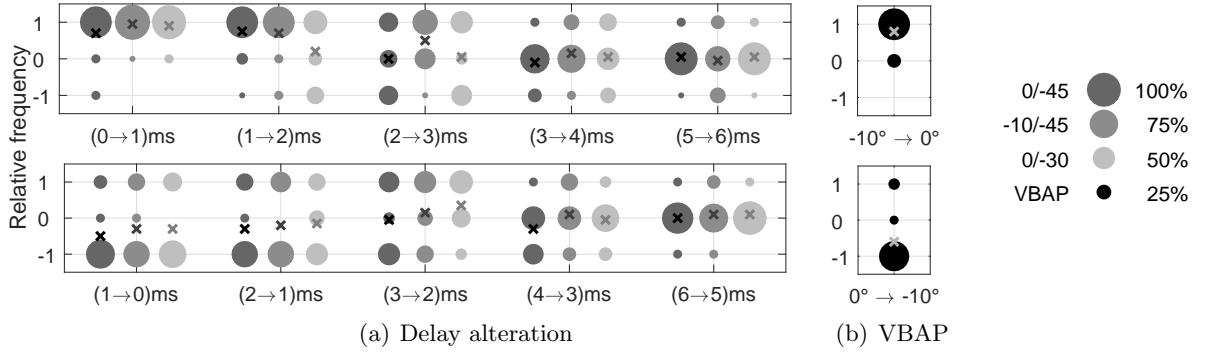 Relative frequency
1
0
-1
(0→1)ms (1→2)ms (2→3)ms (3→4)ms (5→6)ms
1
0
-1
-10° → 0°
1
0
-1
(1→0)ms (2→1)ms (3→2)ms (4→3)ms (6→5)ms
1
0
-1
0° → -10°
0/-45 100%
-10/-45 75%
0/-30 50%
VBAP 25%
(a) Delay alteration
(b) VBAP